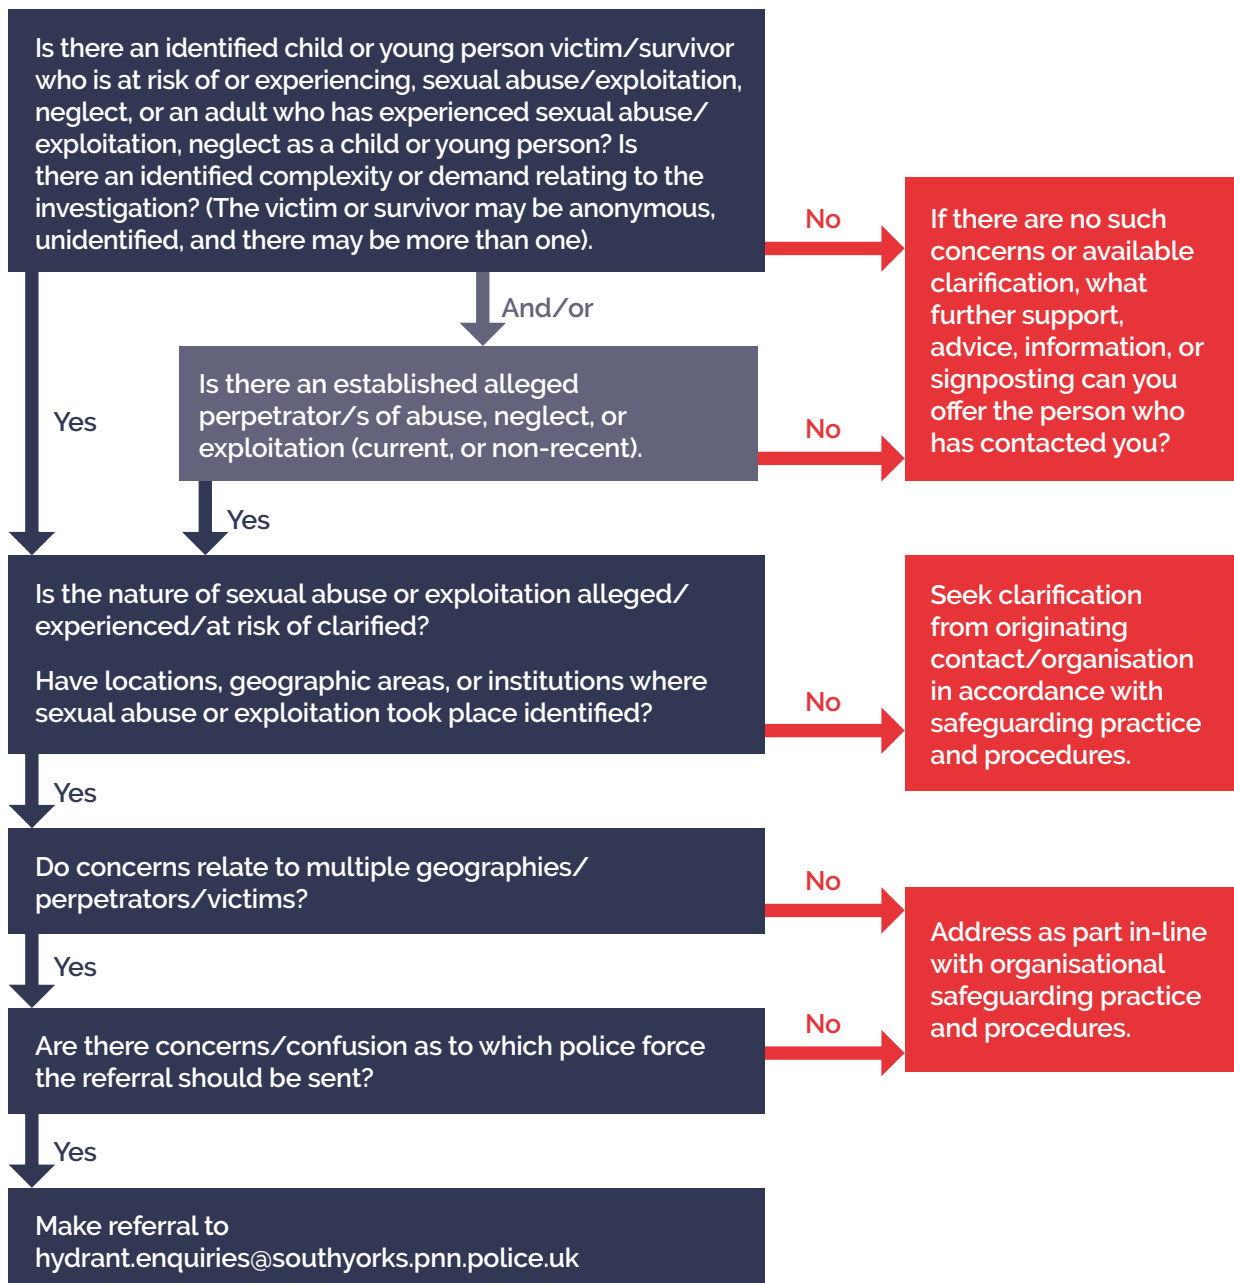 Is there an identified child or young person victim/survivor
who is at risk of or experiencing, sexual abuse/exploitation,
neglect, or an adult who has experienced sexual abuse/
exploitation, neglect as a child or young person? Is
there an identified complexity or demand relating to the
investigation? (The victim or survivor may be anonymous,
unidentified, and there may be more than one).
No
If there are no such
concerns or available
clarification, what
further support,
advice, information, or
signposting can you
offer the person who
has contacted you?
And/or
Yes
Is there an established alleged
perpetrator/s of abuse, neglect, or
exploitation (current, or non-recent).
No
Yes
Is the nature of sexual abuse or exploitation alleged/
experienced/at risk of clarified?
Have locations, geographic areas, or institutions where
sexual abuse or exploitation took place identified?
No
Seek clarification
from originating
contact/organisation
in accordance with
safeguarding practice
and procedures.
Yes
Do concerns relate to multiple geographies/
perpetrators/victims?
No
Address as part in-line
with organisational
safeguarding practice
and procedures.
Yes
Are there concerns/confusion as to which police force
the referral should be sent?
No
Yes
Make referral to
hydrant.enquiries@southyorks.pnn.police.uk